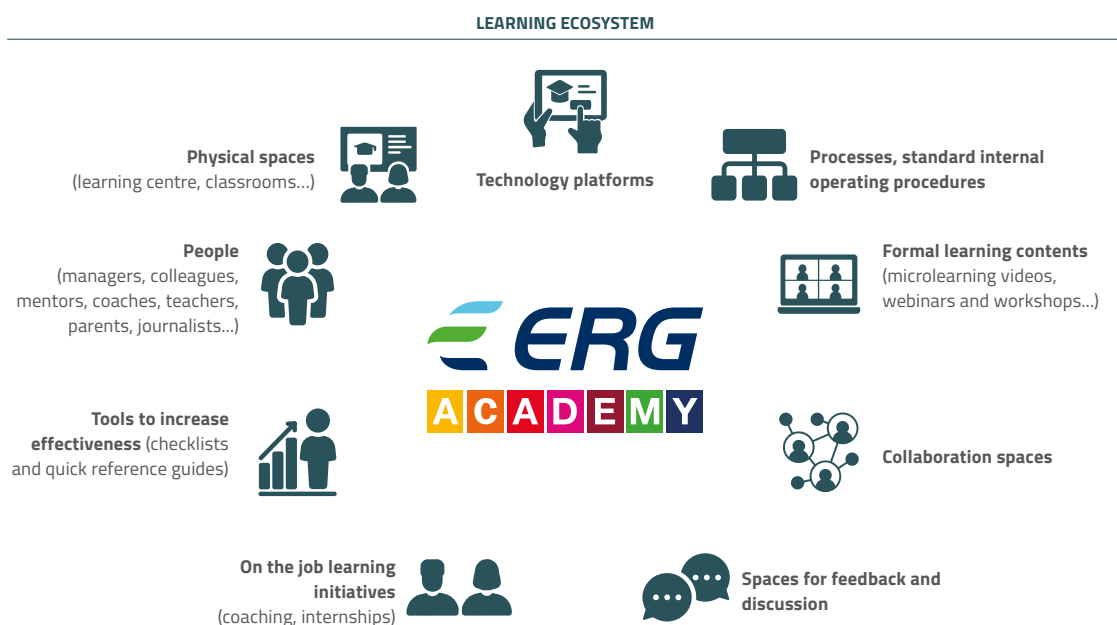 LEARNING ECOSYSTEM
Technology platforms
Physical spaces
(learning centre, classrooms...)
Processes, standard internal
operating procedures
People
(managers, colleagues,
mentors, coaches, teachers,
parents, journalists...)
Formal learning contents
(microlearning videos,
webinars and workshops...)
ERG
ACADEMY
Tools to increase
effectiveness (checklists
and quick reference guides)
Collaboration spaces
On the job learning
initiatives
(coaching, internships)
Spaces for feedback and
discussion